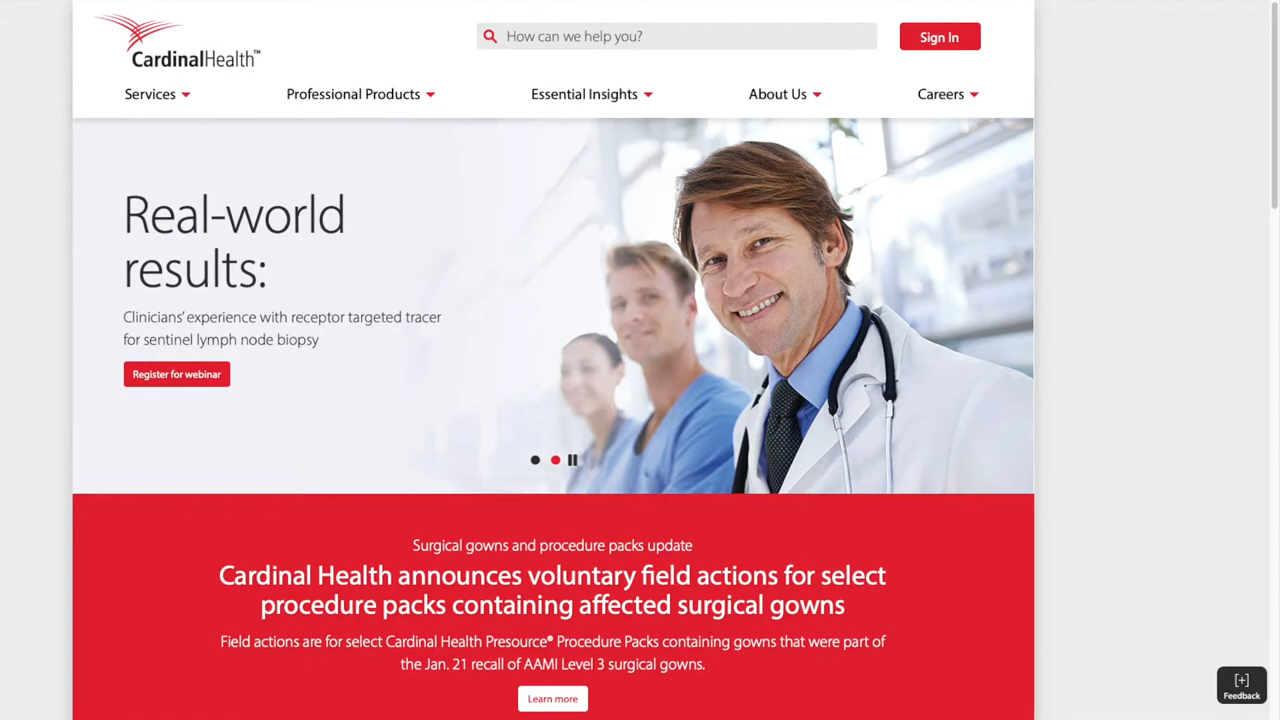 CardinalHealth™
How can we help you?
Sign In
Services
Professional Products
Essential Insights
About Us
Careers
Real-world
results:
Clinicians' experience with receptor targeted tracer
for sentinel lymph node biopsy
Register for webinar
Surgical gowns and procedure packs update
Cardinal Health announces voluntary field actions for select
procedure packs containing affected surgical gowns
Field actions are for select Cardinal Health Presource® Procedure Packs containing gowns that were part of
the Jan. 21 recall of AAMI Level 3 surgical gowns.
Learn more
[+]
Feedback